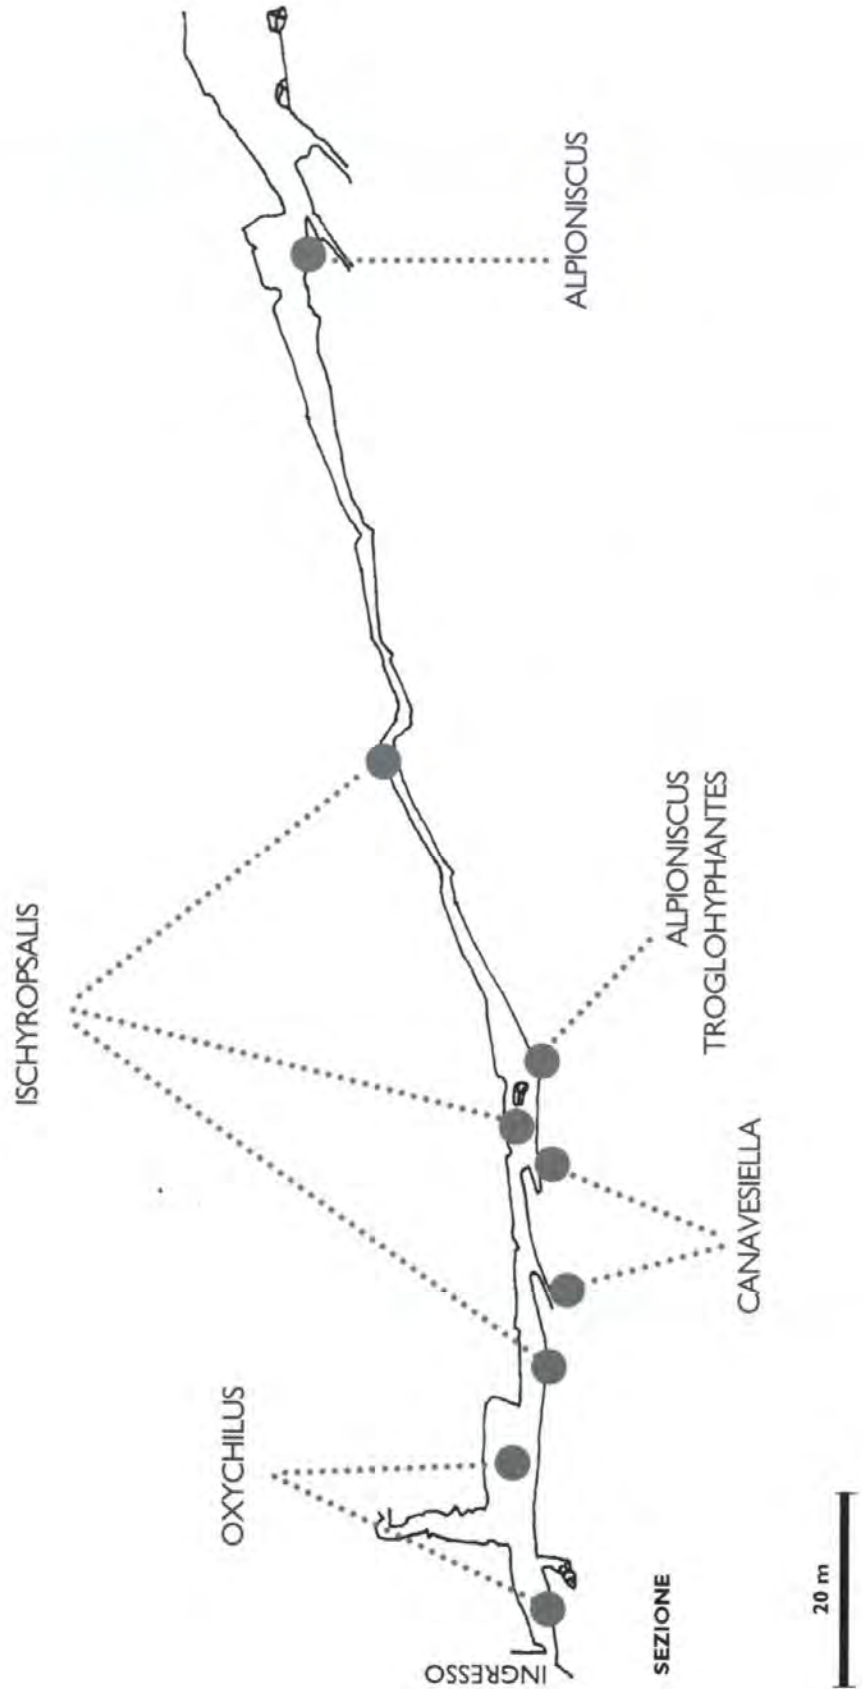 ISCHYROPSALIS
OXYCHILUS
INGRESSO
ALPIONISCUS
ALPIONISCUS
TROGLOHYPHANTES
CANAVESIELLA
SEZIONE
20 m